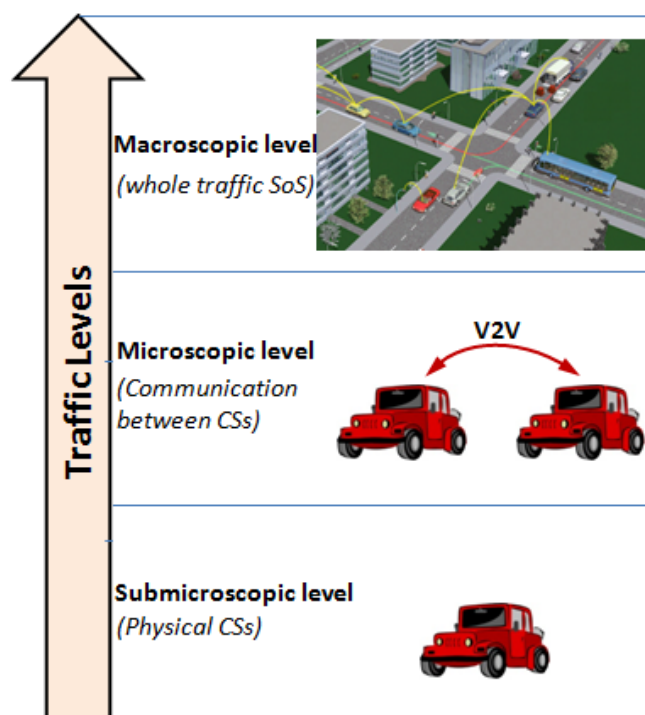 Traffic Levels
Macroscopic level
(whole traffic SoS)
Microscopic level
(Communication
between CSs)
V2V
Submicroscopic level
(Physical CSs)